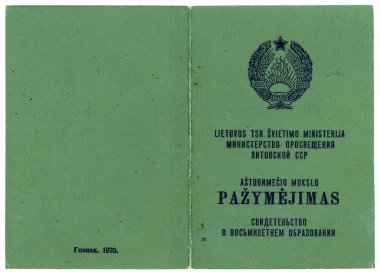 Гознак. 1970.
LIETUVOS TSR ŠVIETIMO MINISTERIJA
МИНИСТЕРСТВО ПРОСВЕЩЕНИЯ
ЛИТОВСКОЙ ССР
AŠTUONMEČIO MOKSLO
PAŽYMĖJIMAS
СВИДЕТЕЛЬСТВО
О ВОСЬМИЛЕТНЕМ ОБРАЗОВАНИИ